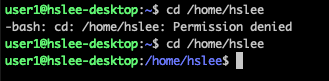 user1@hslee-desktop:~$ cd /home/hslee
-bash: cd: /home/hslee: Permission denied
user1@hslee-desktop:~$ cd /home/hslee
user1@hslee-desktop:/home/hslee$